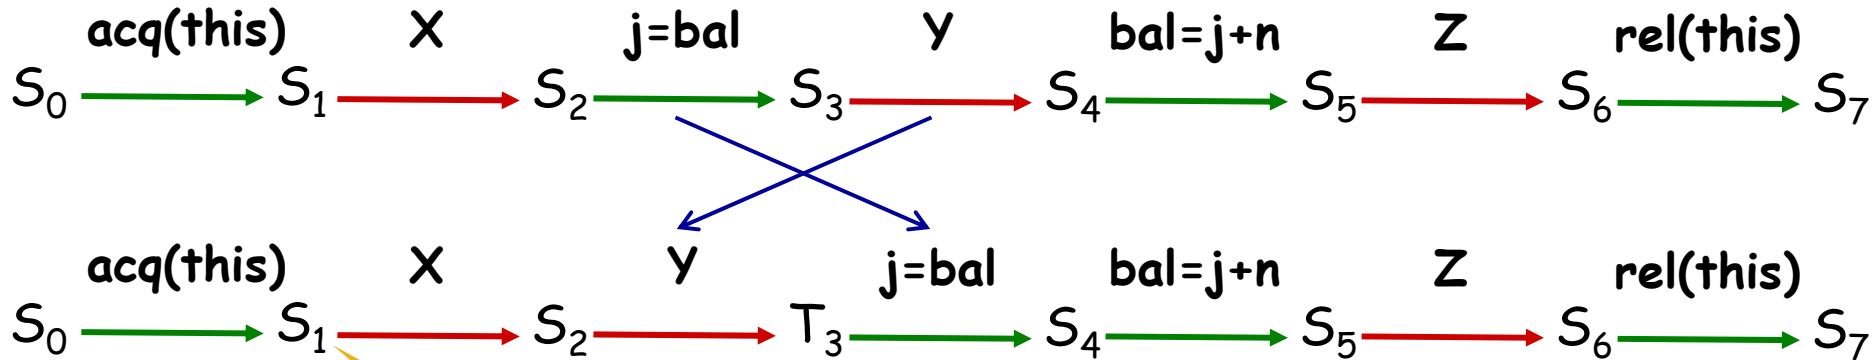 acq(this) X j=bal Y bal=j+n Z rel(this)
S0 S1 S2 S3 S4 S5 S6 S7
acq(this) X Y j=bal bal=j+n Z rel(this)
S0 S1 S2 T3 S4 S5 S6 S7